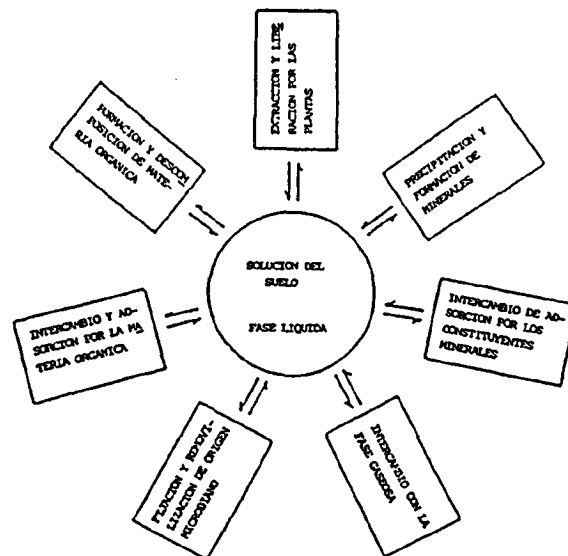 EXTRACCION Y LIBE
RACION POR LAS
PLANTAS
FORMACION Y DESCOM
POSICION DE MATE-
RIA ORGANICA
PRECIPITACION Y
FORMACION DE
MINERALES
SOLUCION DEL
SUELO
FASE LIQUIDA
INTERCAMBIO Y AD-
SORCION POR LA MA
TERIA ORGANICA
INTERCAMBIO DE AD-
SORCION POR LOS
CONSTITUYENTES
MINERALES
FIJACION Y REMOVI-
LIZACION DE ORIGEN
MICROBIANO
INTERCAMBIO CON LA
FASE GASEOSA